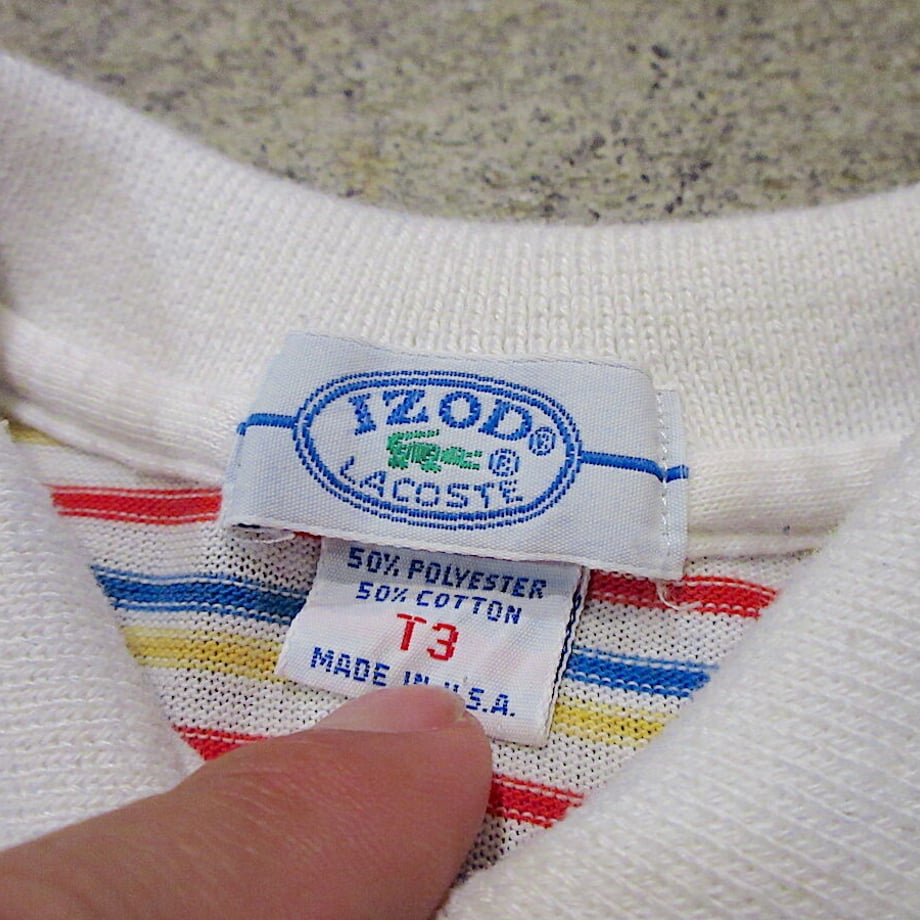 IZOD®
®
LACOSTE
50% POLYESTER
50% COTTON
T3
MADE IN U.S.A.